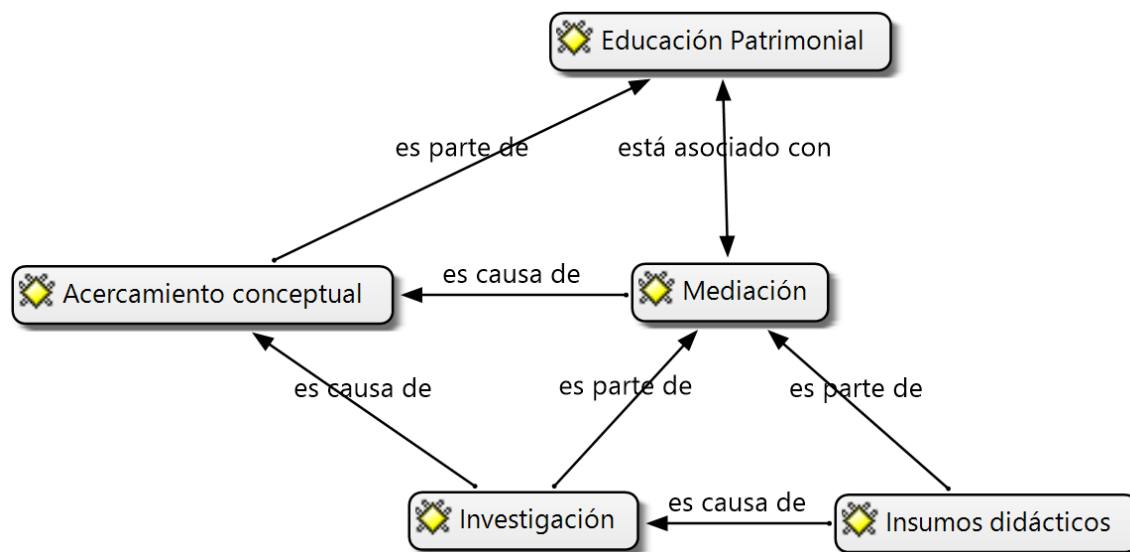 Educación Patrimonial
es parte de
está asociado con
Acercamiento conceptual
es causa de
Mediación
es causa de
es parte de
es parte de
Investigación
es causa de
Insumos didácticos